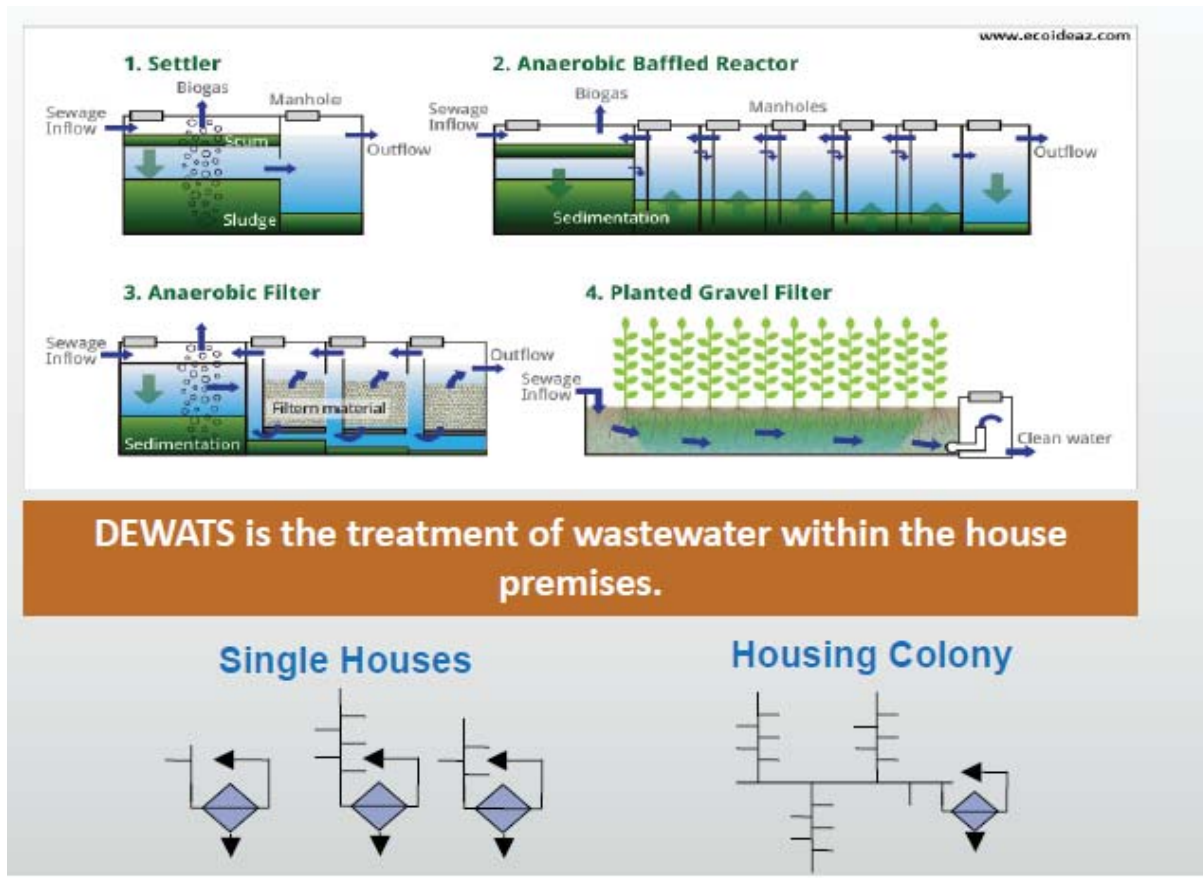 www.ecoideaz.com
1. Settler
Biogas
Manhole
Sewage
Inflow
Scum
Outflow
Sludge
2. Anaerobic Baffled Reactor
Biogas
Manholes
Sewage
Inflow
Outflow
Sedimentation
3. Anaerobic Filter
Sewage
Inflow
Outflow
Filtern material
Sedimentation
4. Planted Gravel Filter
Sewage
Inflow
Clean water
DEWATS is the treatment of wastewater within the house
premises.
Single Houses
Housing Colony